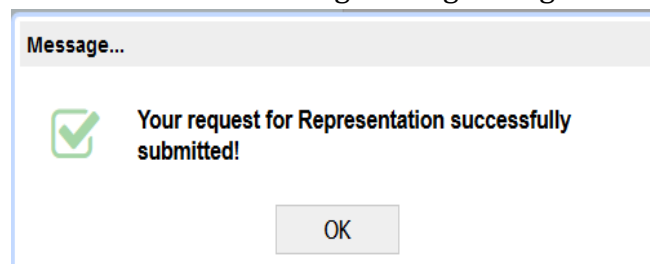 Message...
Your request for Representation successfully
submitted!
OK